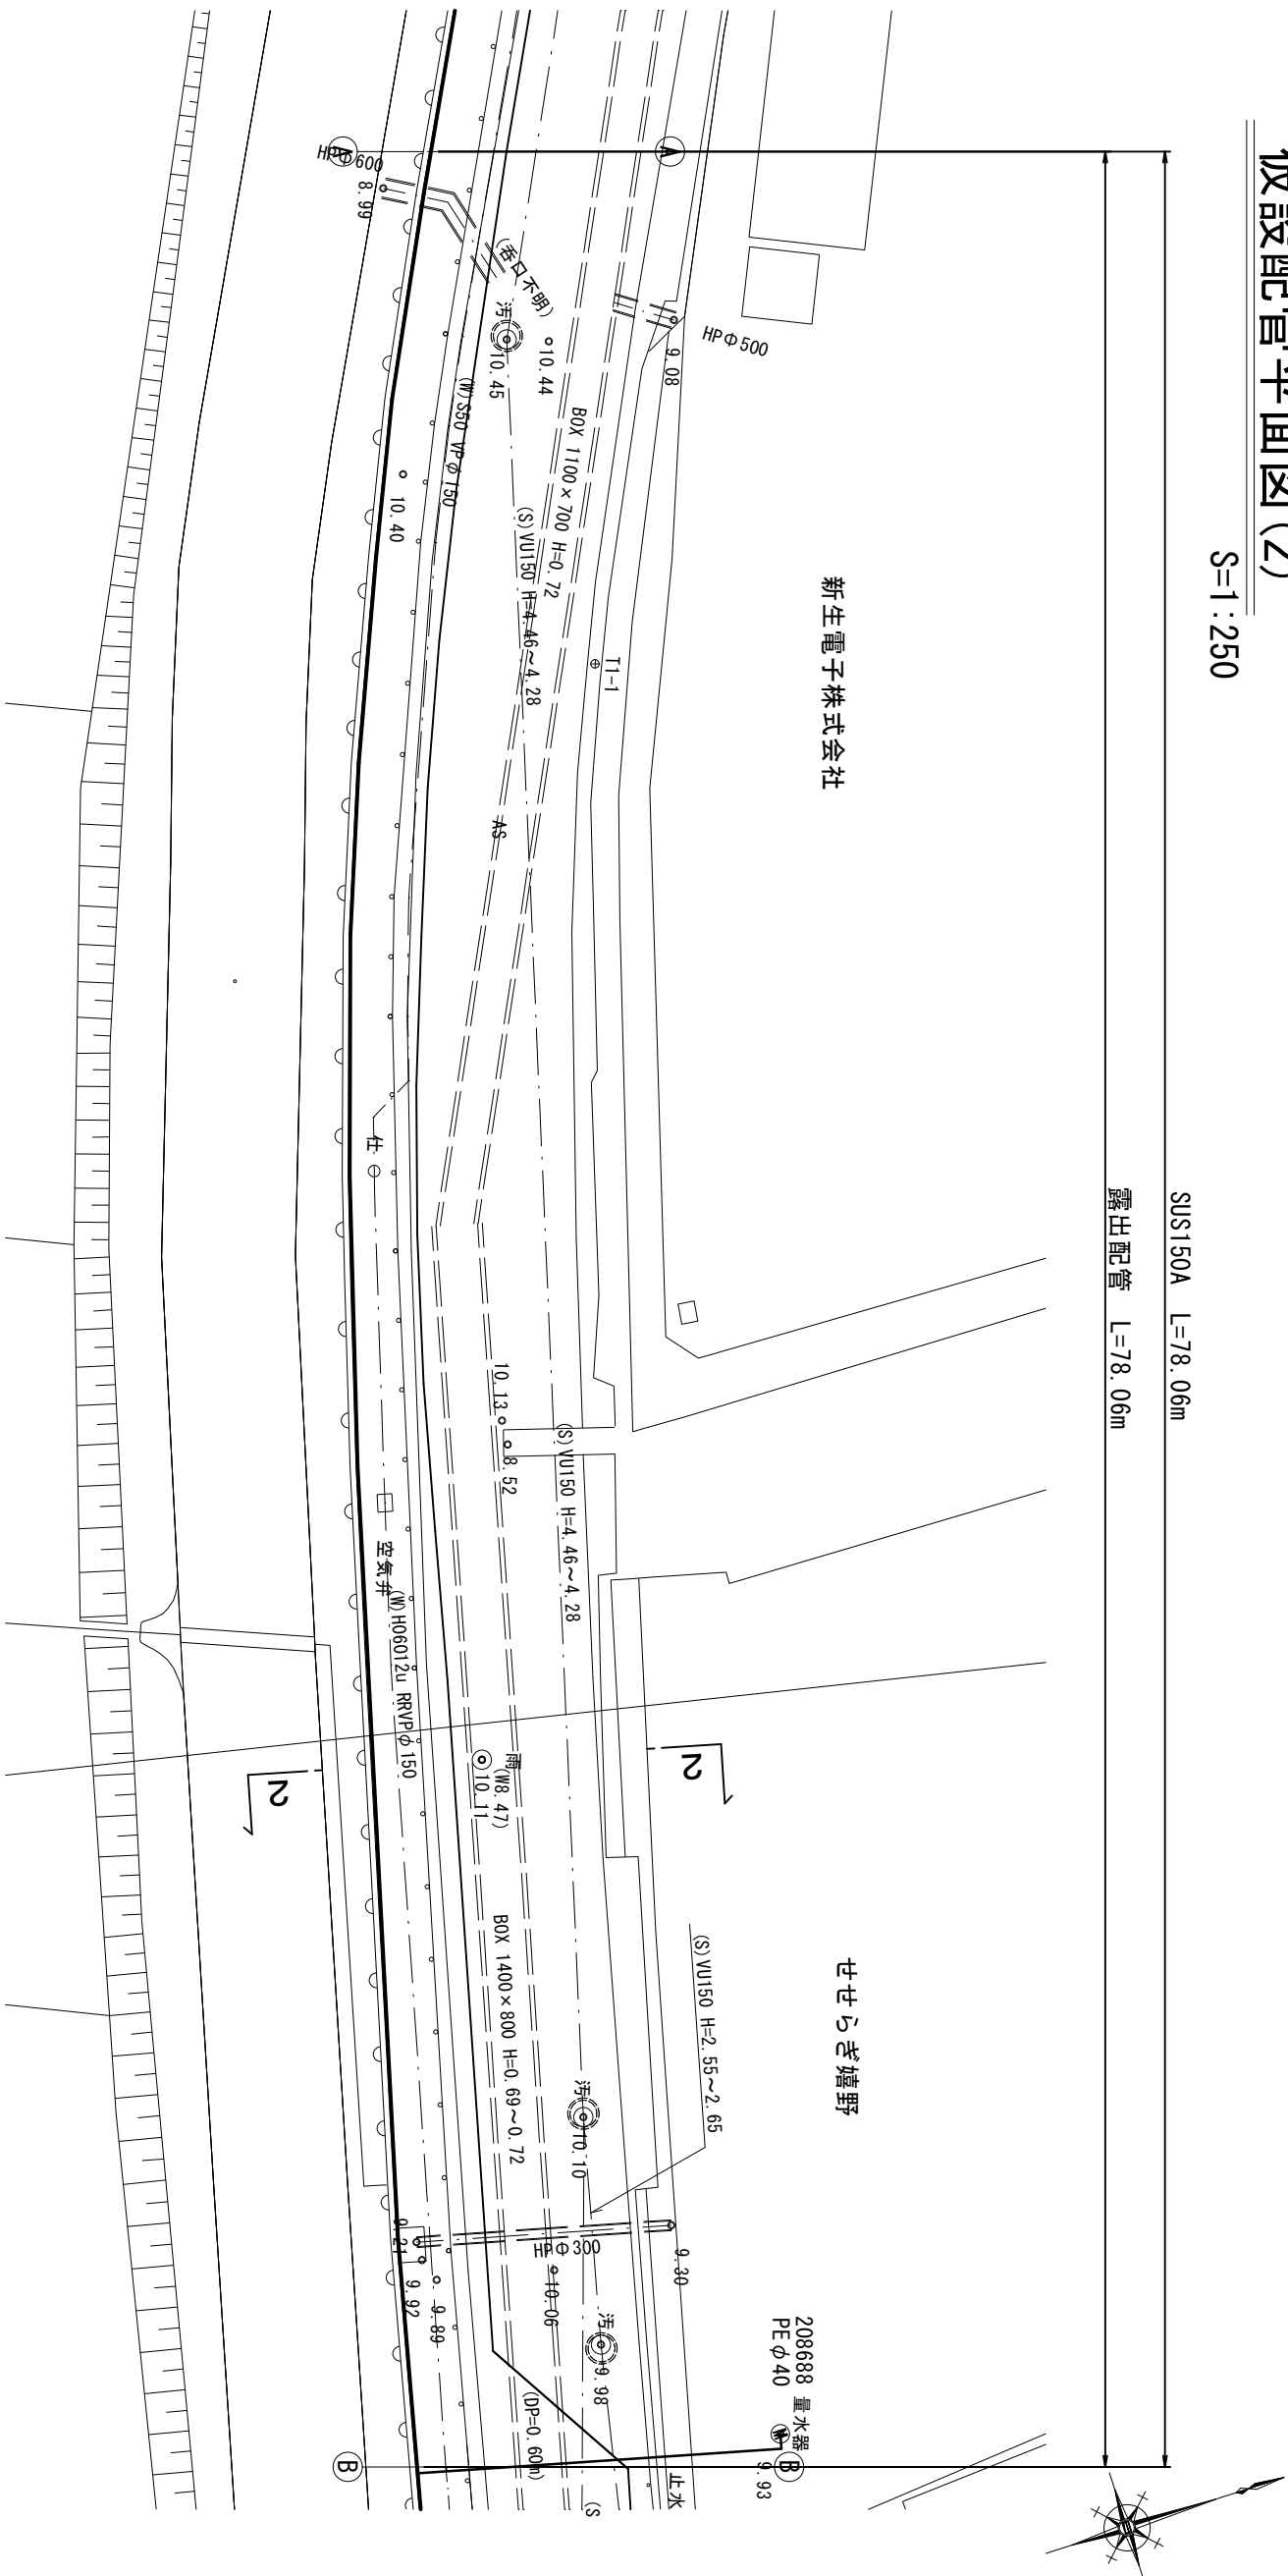 仮設配管平面図(2)
S=1:250
SUS150A L=78.06m
露出配管 L=78.06m
A
A
HPΦ600
8.99
(呑口不明)
汚
10.45
10.44
HPΦ500
9.08
(W)S50 VPφ150
10.40
BOX 1100×700 H=0.72
(S)VU150 H=4.46～4.28
T1-1
新生電子株式会社
AS
仕
10.13
8.52
(S)VU150 H=4.46～4.28
空気弁
(W)H06012u RRVPφ150
雨
(W8.47)
10.11
2
2
BOX 1400×800 H=0.69～0.72
(S)VU150 H=2.55～2.65
せせらぎ嬉野
汚
10.10
9.21
9.92
9.89
HPΦ300
10.06
9.30
汚
9.98
(DP=0.60m)
208688 量水器
PEφ40
M
9.93
B
B
止水
(S